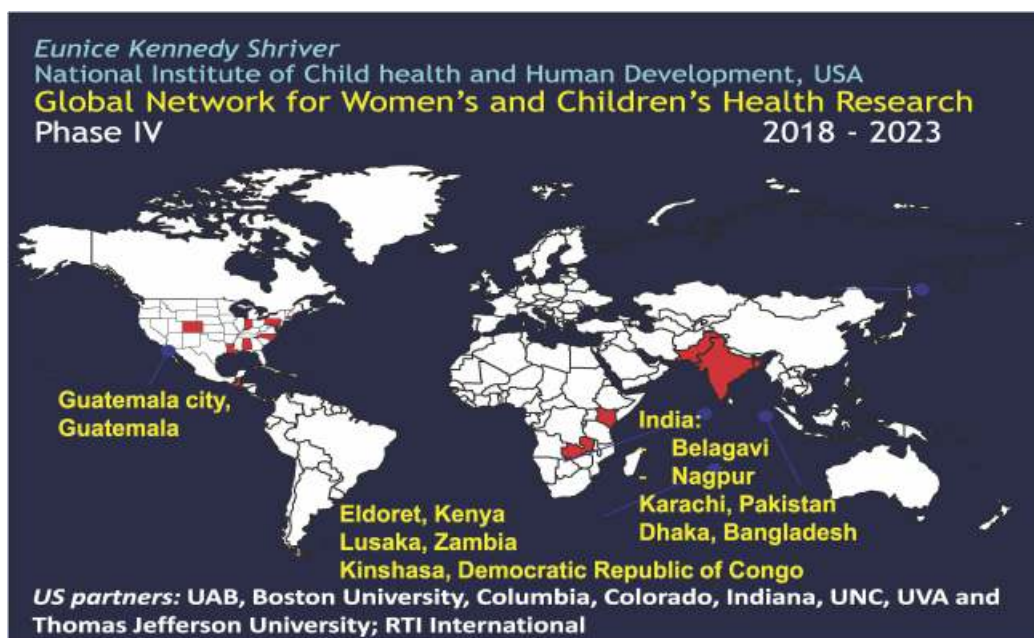 Eunice Kennedy Shriver
National Institute of Child health and Human Development, USA
Global Network for Women's and Children's Health Research
Phase IV 2018 - 2023
Guatemala city,
Guatemala
India:
- Belagavi
- Nagpur
Karachi, Pakistan
Dhaka, Bangladesh
Eldoret, Kenya
Lusaka, Zambia
Kinshasa, Democratic Republic of Congo
US partners: UAB, Boston University, Columbia, Colorado, Indiana, UNC, UVA and
Thomas Jefferson University; RTI International